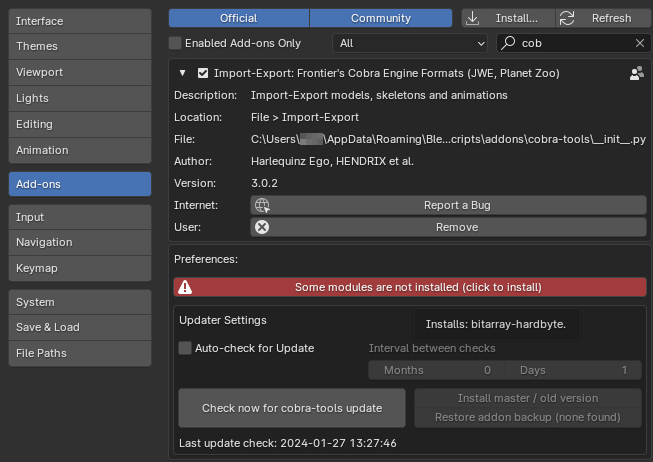 Interface
Themes
Viewport
Lights
Editing
Animation
Add-ons
Input
Navigation
Keymap
System
Save & Load
File Paths
Official Community Install... Refresh
Enabled Add-ons Only All cob
Import-Export: Frontier's Cobra Engine Formats (JWE, Planet Zoo)
Description: Import-Export models, skeletons and animations
Location: File > Import-Export
File: C:\Users\ \AppData\Roaming\Ble...cripts\addons\cobra-tools\__init__.py
Author: Harlequinz Ego, HENDRIX et al.
Version: 3.0.2
Internet: Report a Bug
User: Remove
Preferences:
Some modules are not installed (click to install)
Updater Settings
Installs: bitarray-hardbyte.
Auto-check for Update Interval between checks
Months 0 Days 1
Check now for cobra-tools update
Install master / old version
Restore addon backup (none found)
Last update check: 2024-01-27 13:27:46